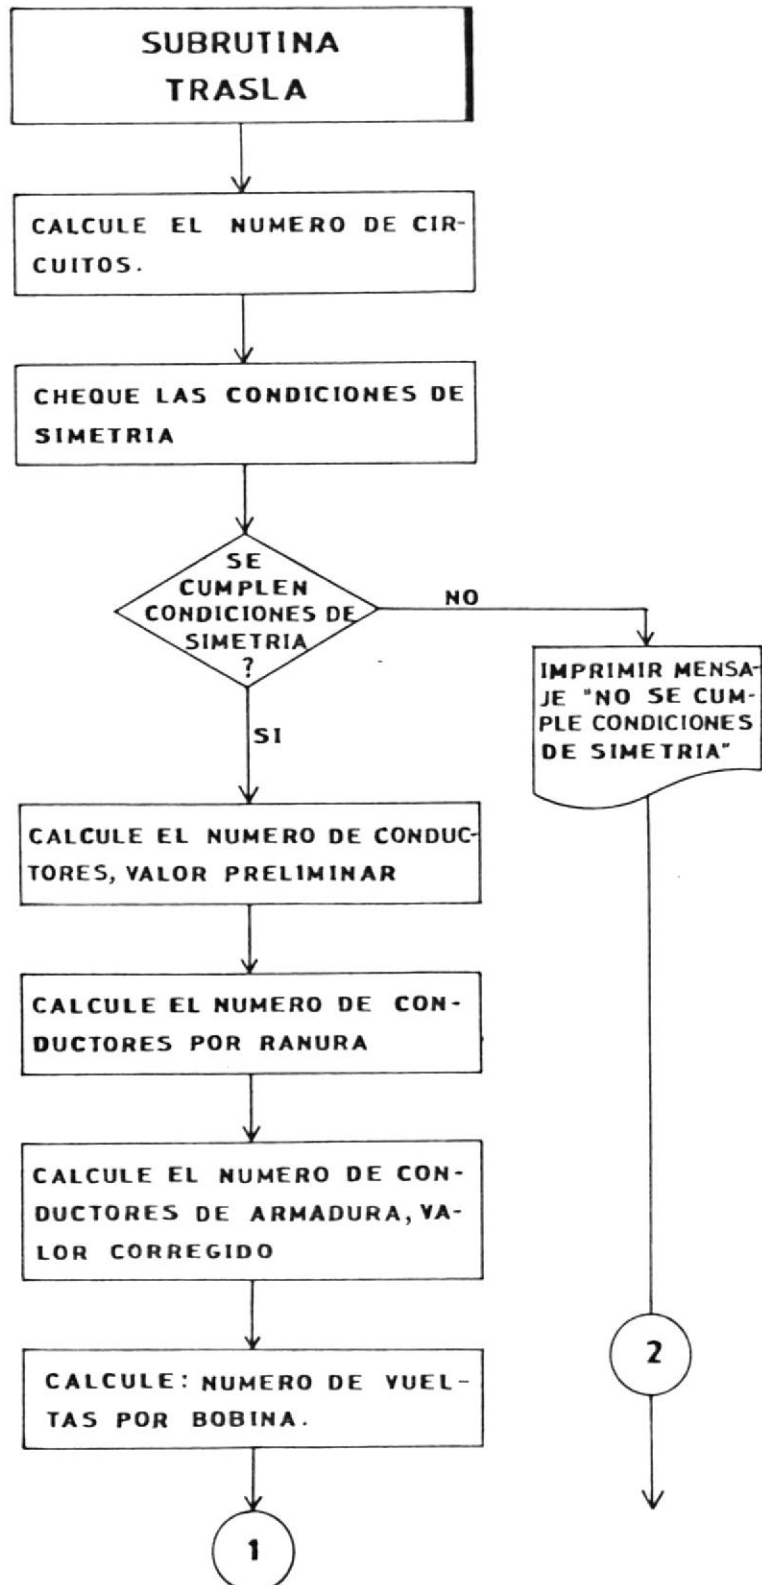 SUBRUTINA
TRASLA
CALCULE EL NUMERO DE CIR-
CUITOS.
CHEQUE LAS CONDICIONES DE
SIMETRIA
SE
CUMPLEN
CONDICIONES DE
SIMETRIA
?
NO
IMPRIMIR MENSA-
JE "NO SE CUM-
PLE CONDICIONES
DE SIMETRIA"
SI
CALCULE EL NUMERO DE CONDUC-
TORES, VALOR PRELIMINAR
CALCULE EL NUMERO DE CON-
DUCTORES POR RANURA
CALCULE EL NUMERO DE CON-
DUCTORES DE ARMADURA, VA-
LOR CORREGIDO
2
CALCULE: NUMERO DE VUEL-
TAS POR BOBINA.
1